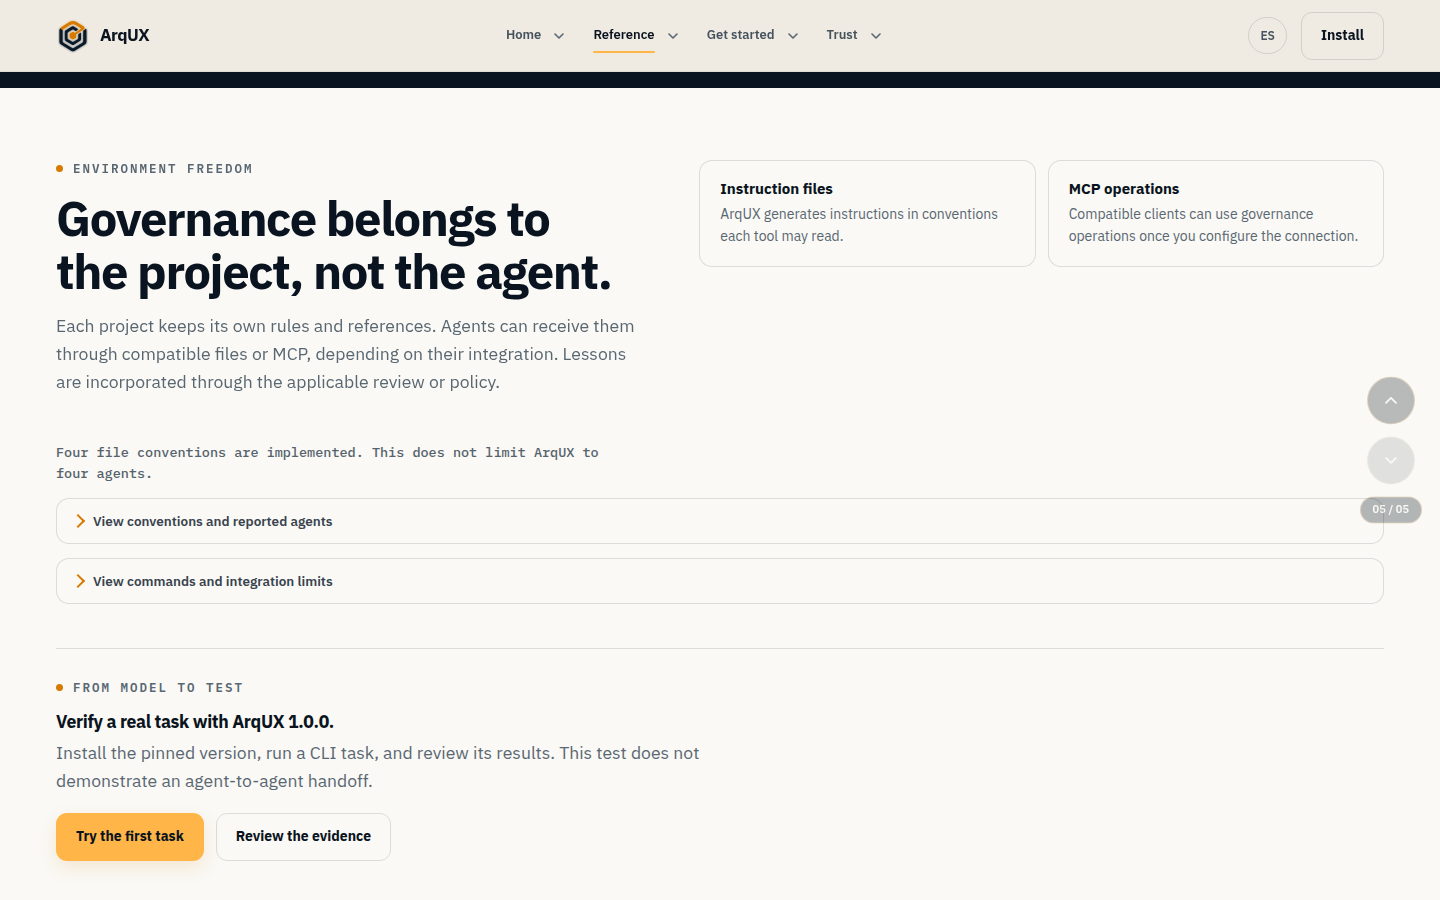 ArqUX
Home
Reference
Get started
Trust
ES
Install
ENVIRONMENT FREEDOM
Governance belongs to
the project, not the agent.
Each project keeps its own rules and references. Agents can receive them
through compatible files or MCP, depending on their integration. Lessons
are incorporated through the applicable review or policy.
Instruction files
ArqUX generates instructions in conventions
each tool may read.
MCP operations
Compatible clients can use governance
operations once you configure the connection.
Four file conventions are implemented. This does not limit ArqUX to
four agents.
05 / 05
View conventions and reported agents
View commands and integration limits
FROM MODEL TO TEST
Verify a real task with ArqUX 1.0.0.
Install the pinned version, run a CLI task, and review its results. This test does not
demonstrate an agent-to-agent handoff.
Try the first task
Review the evidence